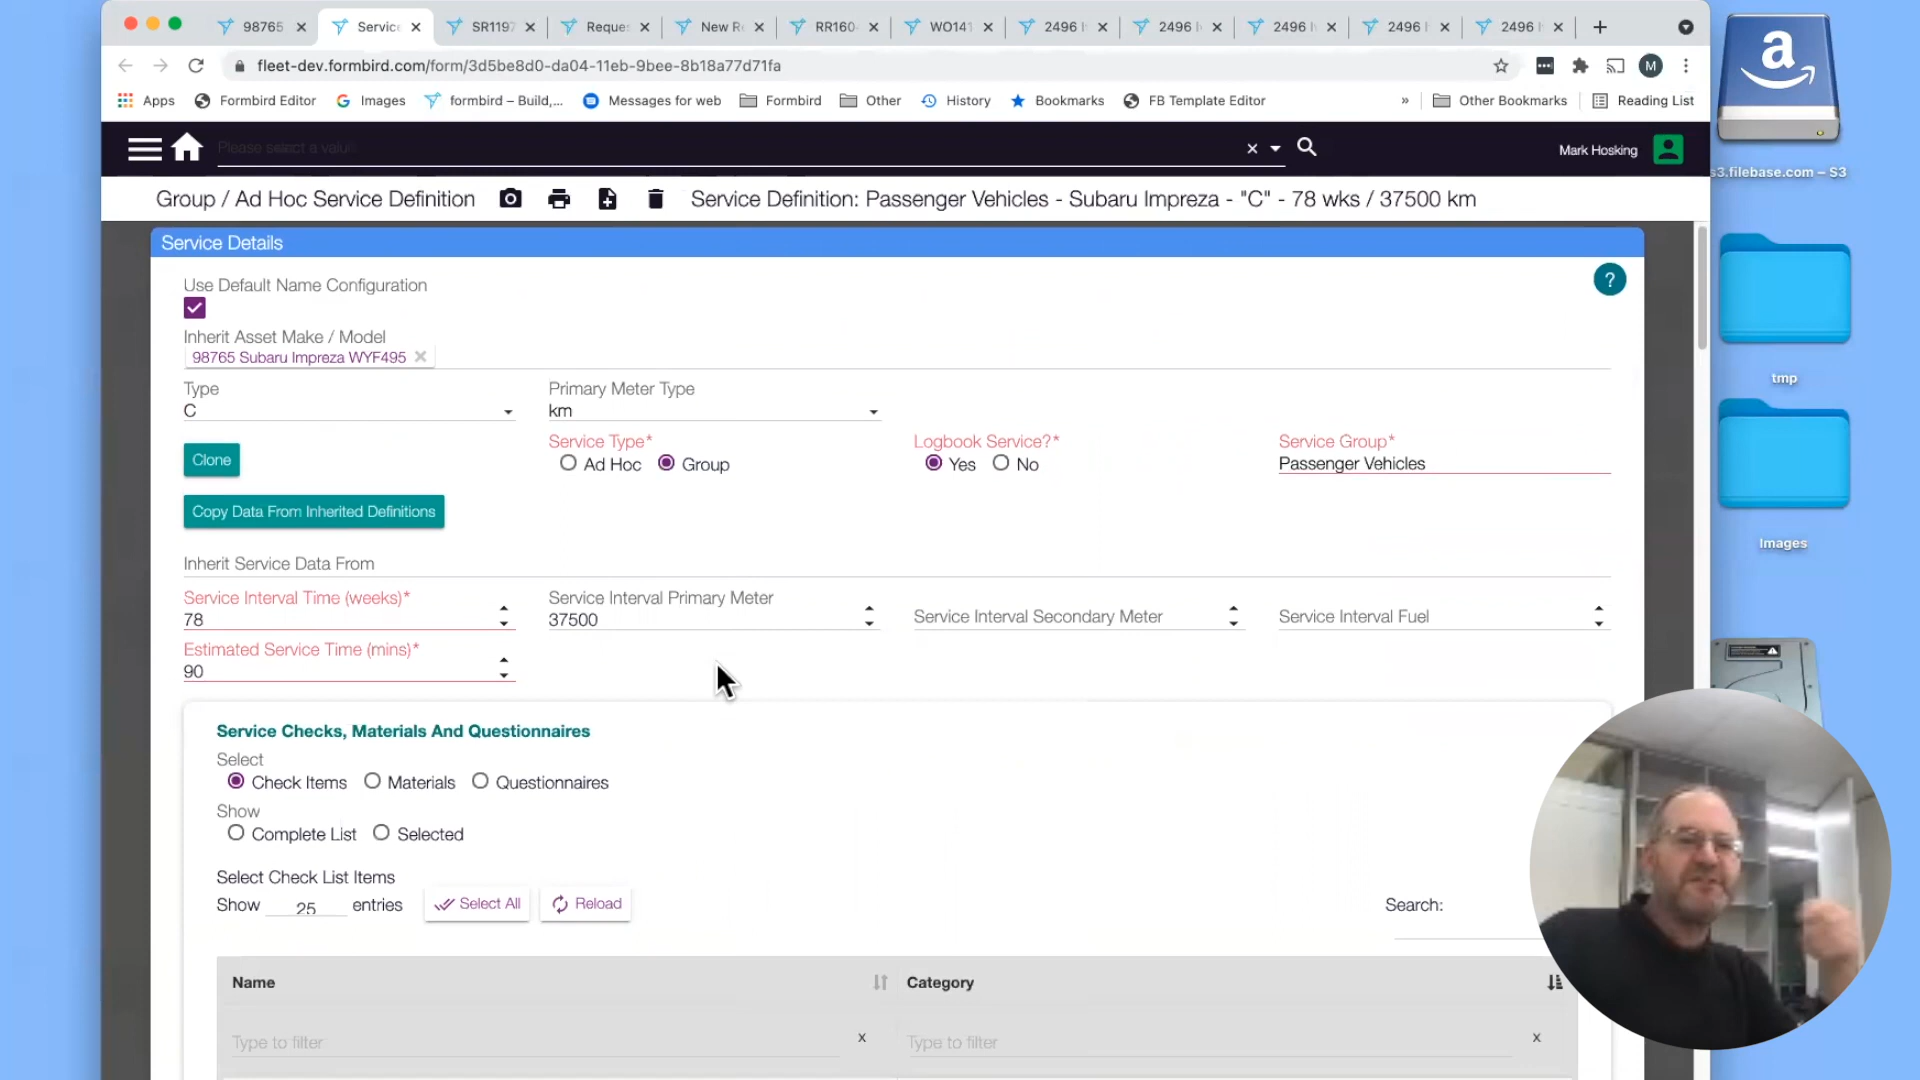 98765
Service
SR1197
Reques
New R
RR160
WO141
2496
2496
2496
2496
2496
fleet-dev.formbird.com/form/3d5be8d0-da04-11eb-9bee-8b18a77d71fa
M
Apps
Formbird Editor
Images
formbird – Build,...
Messages for web
Formbird
Other
History
Bookmarks
FB Template Editor
»
Other Bookmarks
Reading List
Please select a value
Mark Hosking
Group / Ad Hoc Service Definition
Service Definition: Passenger Vehicles - Subaru Impreza - "C" - 78 wks / 37500 km
Service Details
?
Use Default Name Configuration
Inherit Asset Make / Model
98765 Subaru Impreza WYF495
Type
C
Primary Meter Type
km
Clone
Service Type*
Ad Hoc
Group
Logbook Service?*
Yes
No
Service Group*
Passenger Vehicles
Copy Data From Inherited Definitions
Inherit Service Data From
Service Interval Time (weeks)*
78
Service Interval Primary Meter
37500
Service Interval Secondary Meter
Service Interval Fuel
Estimated Service Time (mins)*
90
Service Checks, Materials And Questionnaires
Select
Check Items
Materials
Questionnaires
Show
Complete List
Selected
Select Check List Items
Show 25 entries
Select All
Reload
Search:
Name
Category
Type to filter
x
Type to filter
x
a
s3.filebase.com – S3
tmp
Images